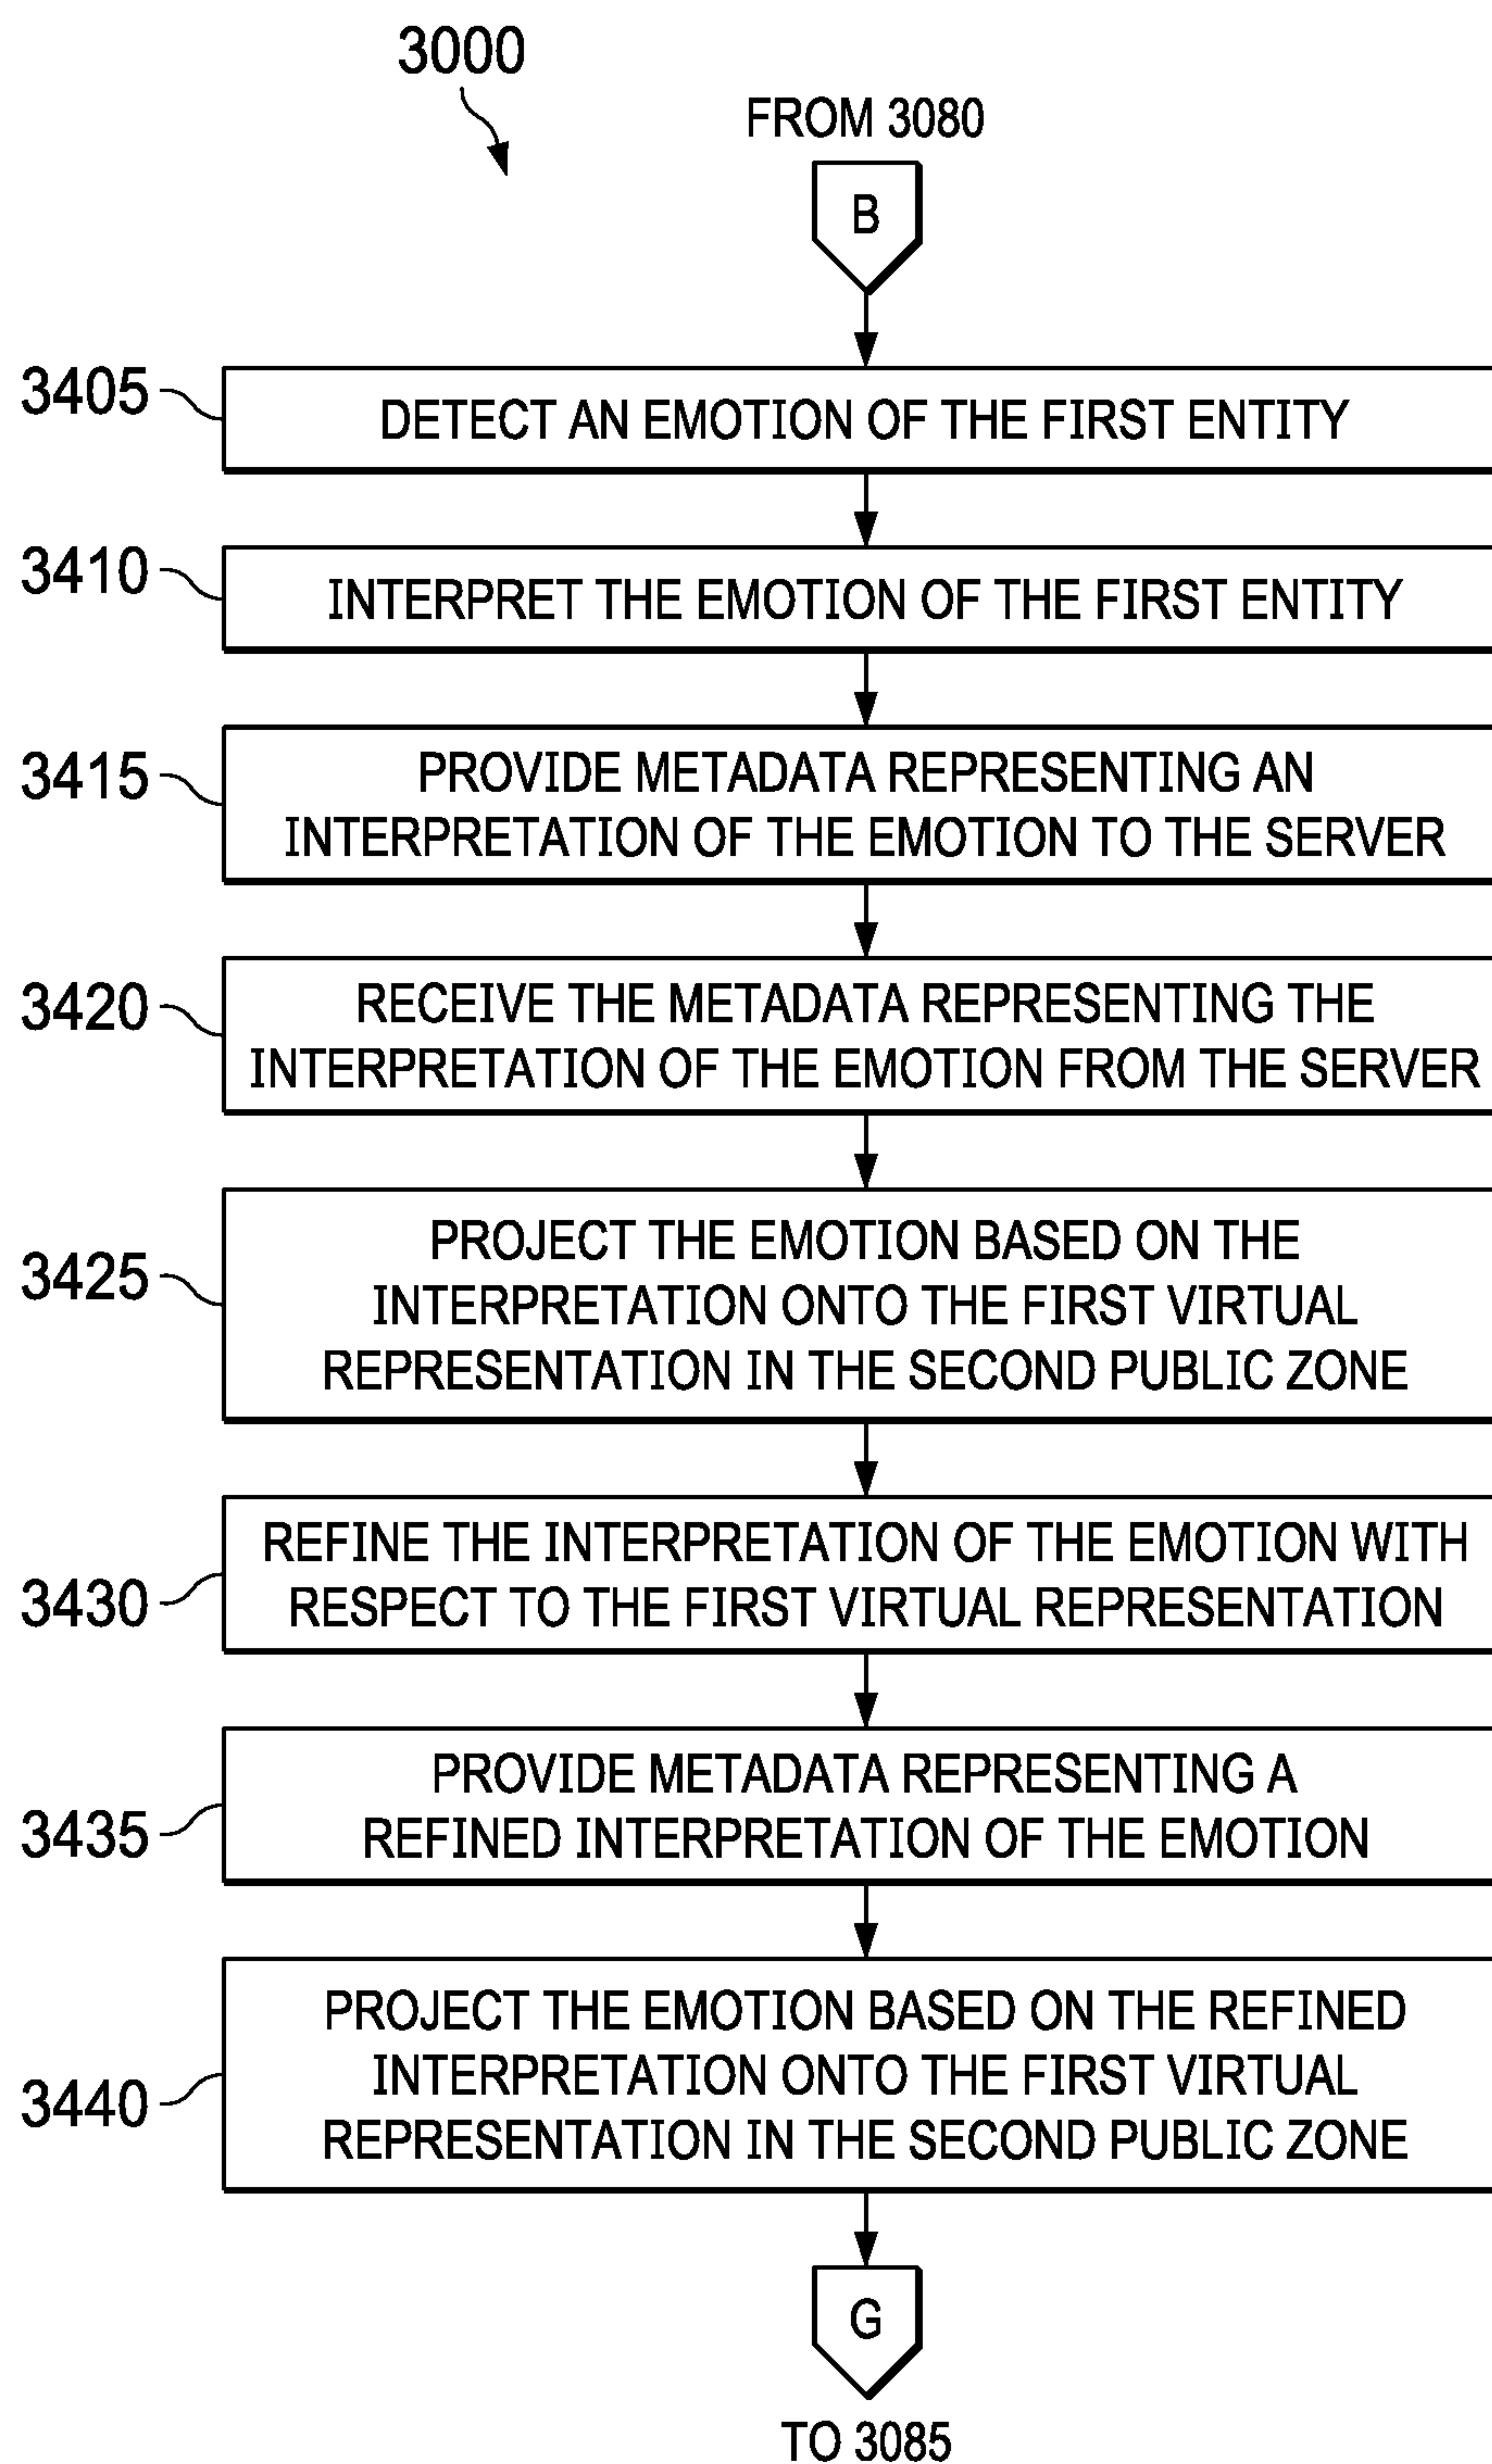 3000
FROM 3080
B
3405
DETECT AN EMOTION OF THE FIRST ENTITY
3410
INTERPRET THE EMOTION OF THE FIRST ENTITY
3415
PROVIDE METADATA REPRESENTING AN
INTERPRETATION OF THE EMOTION TO THE SERVER
3420
RECEIVE THE METADATA REPRESENTING THE
INTERPRETATION OF THE EMOTION FROM THE SERVER
3425
PROJECT THE EMOTION BASED ON THE
INTERPRETATION ONTO THE FIRST VIRTUAL
REPRESENTATION IN THE SECOND PUBLIC ZONE
3430
REFINE THE INTERPRETATION OF THE EMOTION WITH
RESPECT TO THE FIRST VIRTUAL REPRESENTATION
3435
PROVIDE METADATA REPRESENTING A
REFINED INTERPRETATION OF THE EMOTION
3440
PROJECT THE EMOTION BASED ON THE REFINED
INTERPRETATION ONTO THE FIRST VIRTUAL
REPRESENTATION IN THE SECOND PUBLIC ZONE
G
TO 3085